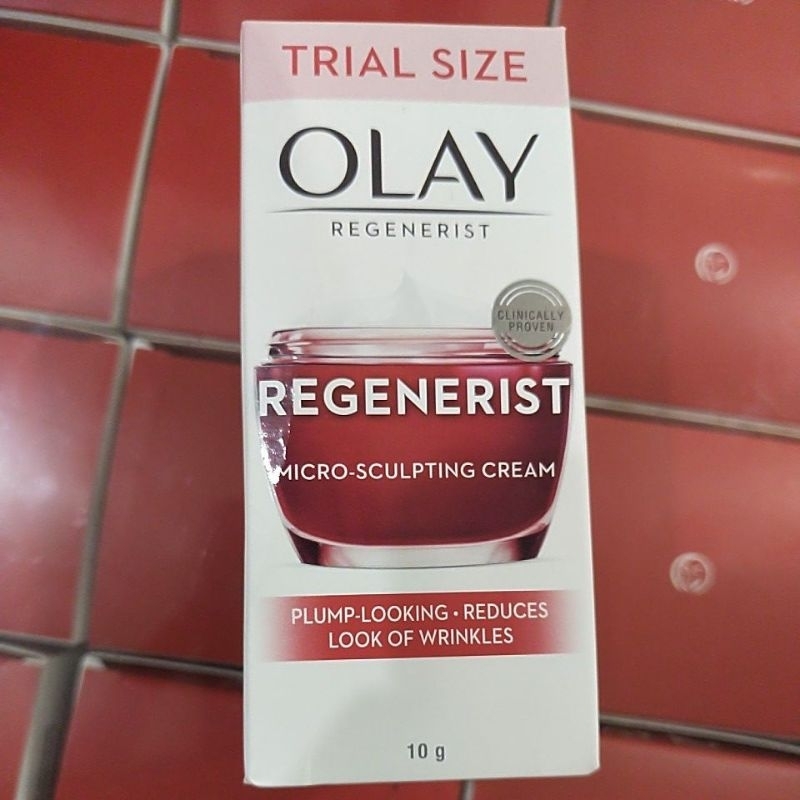 TRIAL SIZE
OLAY
REGENERIST
CLINICALLY
PROVEN
REGENERIST
MICRO-SCULPTING CREAM
PLUMP-LOOKING • REDUCES
LOOK OF WRINKLES
10 g